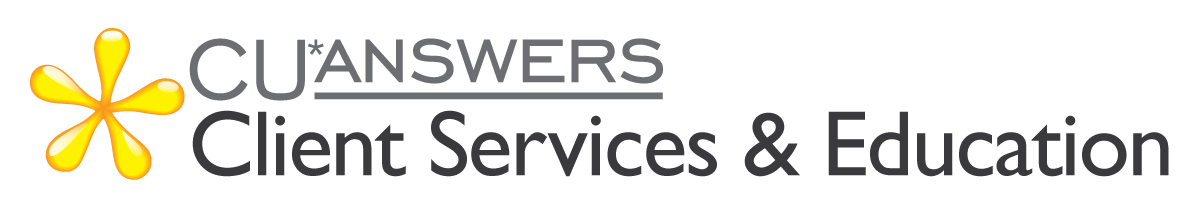 CU*ANSWERS
Client Services & Education